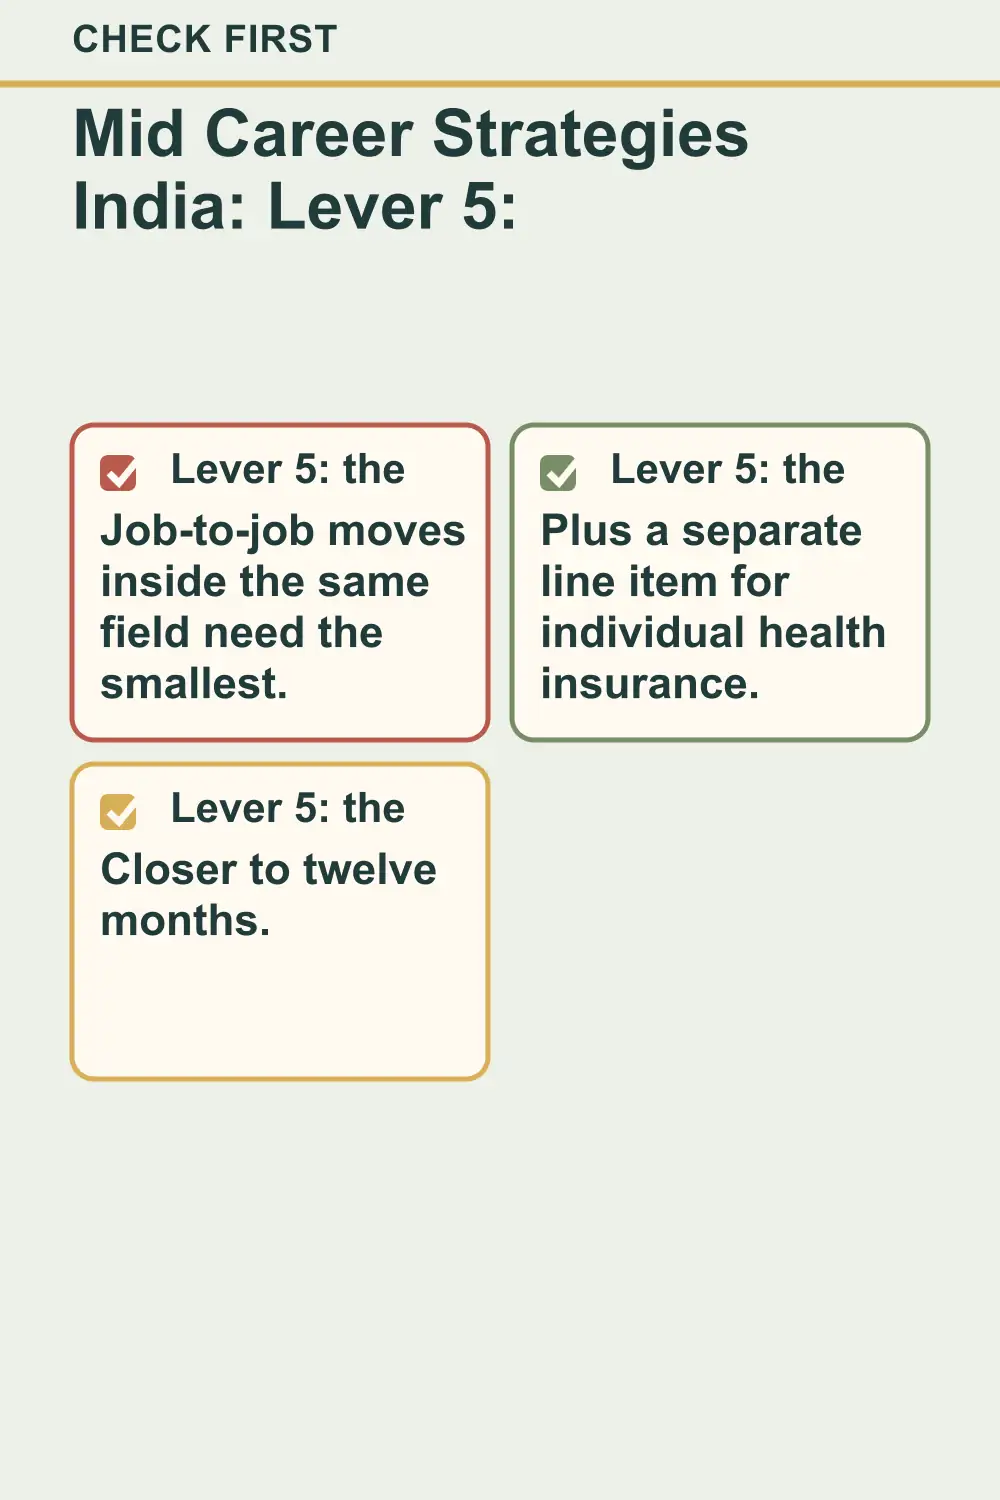 CHECK FIRST
Mid Career Strategies
India: Lever 5:
Lever 5: the
Job-to-job moves
inside the same
field need the
smallest.
Lever 5: the
Plus a separate
line item for
individual health
insurance.
Lever 5: the
Closer to twelve
months.